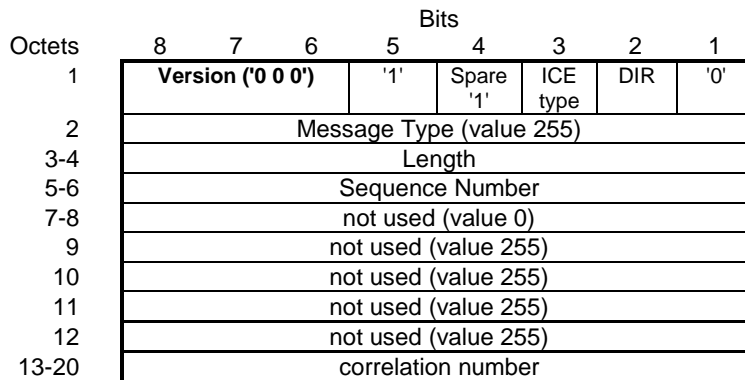 Bits
Octets 8 7 6 5 4 3 2 1
1 Version ('0 0 0') '1' Spare '1' ICE type DIR '0'
2 Message Type (value 255)
3-4 Length
5-6 Sequence Number
7-8 not used (value 0)
9 not used (value 255)
10 not used (value 255)
11 not used (value 255)
12 not used (value 255)
13-20 correlation number